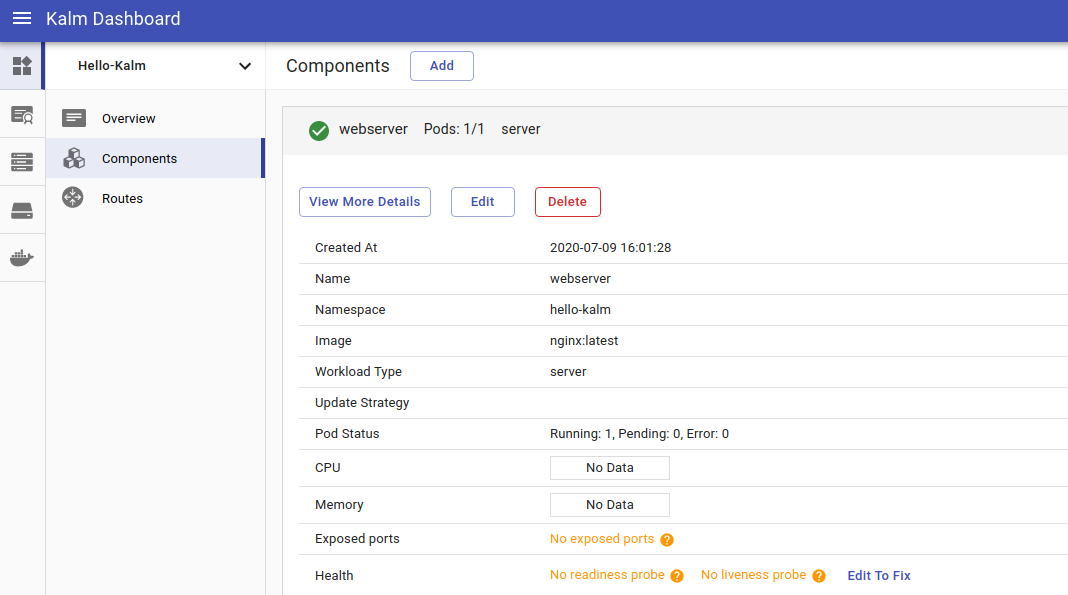 Kalm Dashboard
Hello-Kalm
Components
Add
Overview
Components
Routes
webserver Pods: 1/1 server
View More Details Edit Delete
Created At 2020-07-09 16:01:28
Name webserver
Namespace hello-kalm
Image nginx:latest
Workload Type server
Update Strategy
Pod Status Running: 1, Pending: 0, Error: 0
CPU No Data
Memory No Data
Exposed ports No exposed ports ?
Health No readiness probe ? No liveness probe ? Edit To Fix